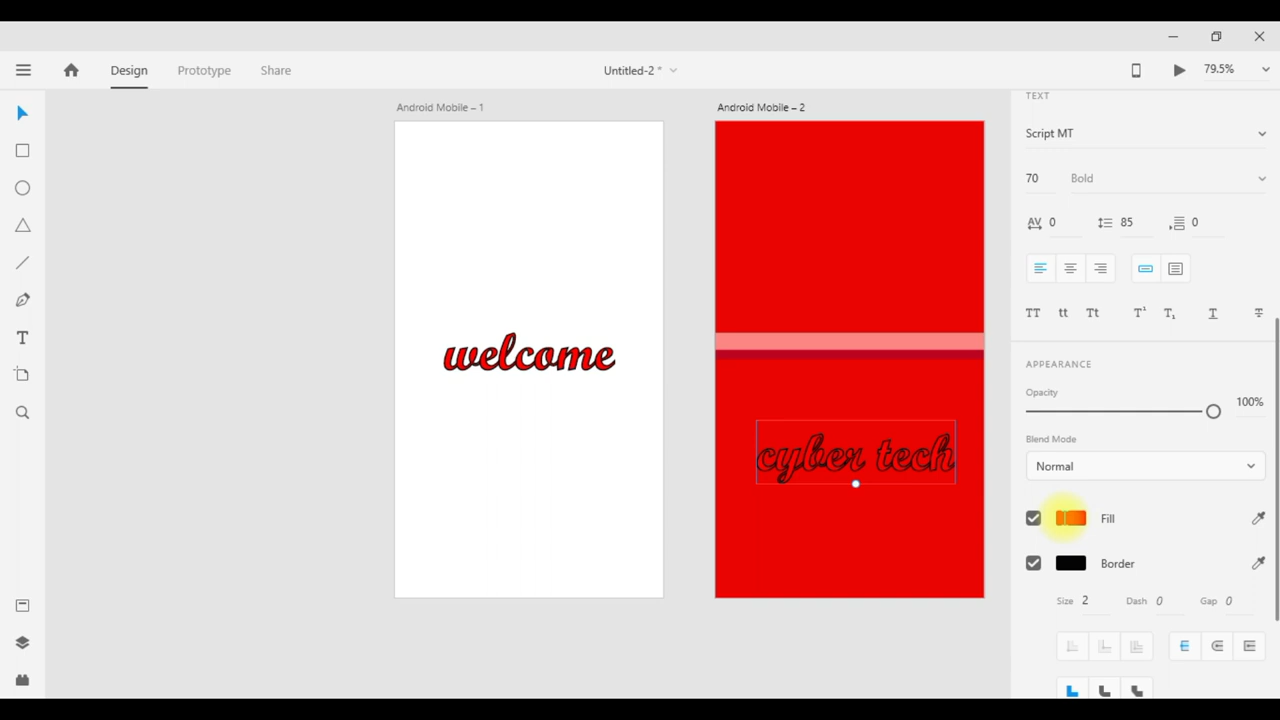 Design
Prototype
Share
Untitled-2 *
79.5%
Android Mobile – 1
Android Mobile – 2
welcome
cyber tech
TEXT
Script MT
70
Bold
AV 0
85
0
TT
tt
Tt
T¹
T₁
T
T
APPEARANCE
Opacity
100%
Blend Mode
Normal
Fill
Border
Size 2
Dash 0
Gap 0